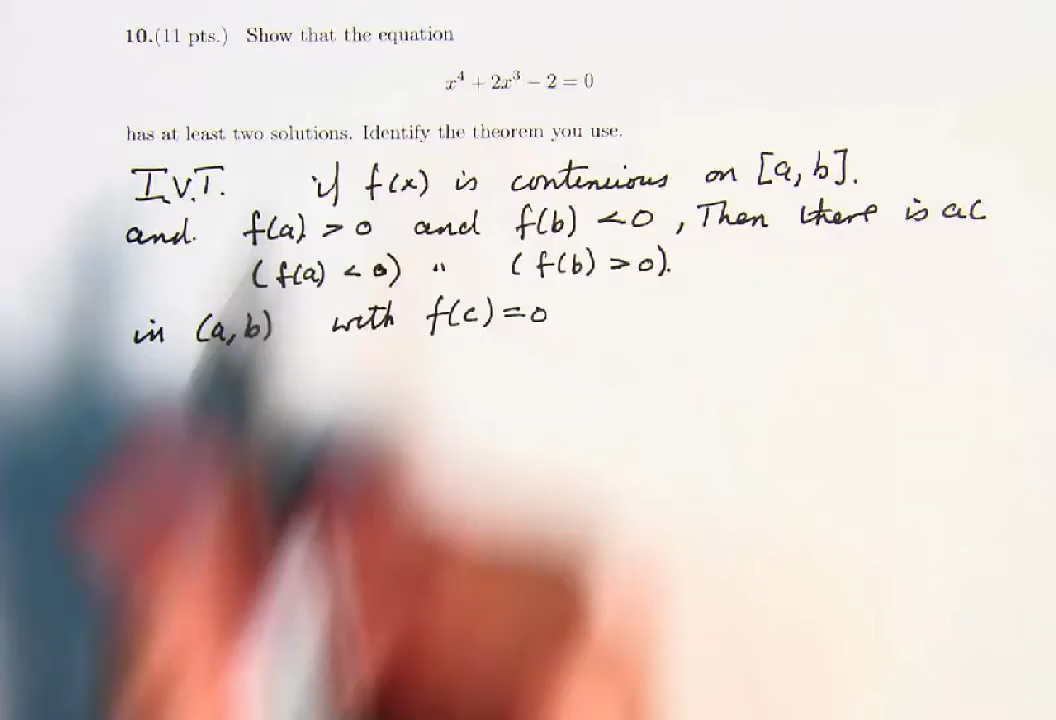 10.(11 pts.) Show that the equation
x⁴ + 2x³ − 2 = 0
has at least two solutions. Identify the theorem you use.
I.V.T. if f(x) is contenuious on [a, b].
and. f(a) > 0 and f(b) < 0 , Then there is a c
(f(a) < 0) " (f(b) > 0).
in (a, b) with f(c) = 0